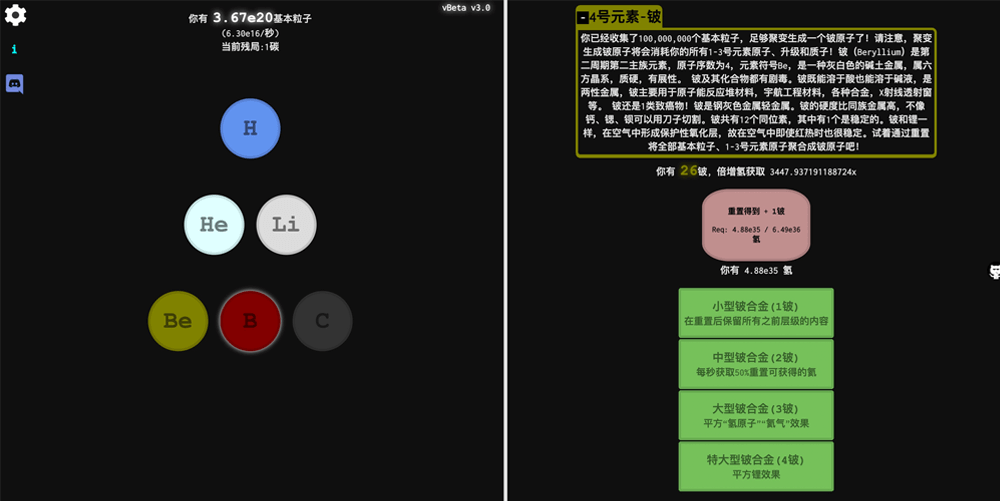 vBeta v3.0
你有 3.67e20基本粒子
(6.30e16/秒)
当前残局:1碳
i
H
He
Li
Be
B
C
-4号元素-铍
你已经收集了100,000,000个基本粒子，足够聚变生成一个铍原子了！请注意，聚变
生成铍原子将会消耗你的所有1-3号元素原子、升级和质子！铍（Beryllium）是第
二周期第二主族元素，原子序数为4，元素符号Be，是一种灰白色的碱土金属，属六
方晶系，质硬，有展性。 铍及其化合物都有剧毒。铍既能溶于酸也能溶于碱液，是
两性金属，铍主要用于原子能反应堆材料，宇航工程材料，各种合金，X射线透射窗
等。 铍还是1类致癌物！铍是钢灰色金属轻金属。铍的硬度比同族金属高，不像
钙、锶、钡可以用刀子切割。铍共有12个同位素，其中有1个是稳定的。铍和锂一
样，在空气中形成保护性氧化层，故在空气中即使红热时也很稳定。试着通过重置
将全部基本粒子、1-3号元素原子聚合成铍原子吧！
你有 26铍，倍增氢获取 3447.937191188724x
重置得到 + 1铍
Req: 4.88e35 / 6.49e36
氢
你有 4.88e35 氢
小型铍合金(1铍)
在重置后保留所有之前层级的内容
中型铍合金(2铍)
每秒获取50%重置可获得的氦
大型铍合金(3铍)
平方“氢原子”“氦气”效果
特大型铍合金(4铍)
平方锂效果